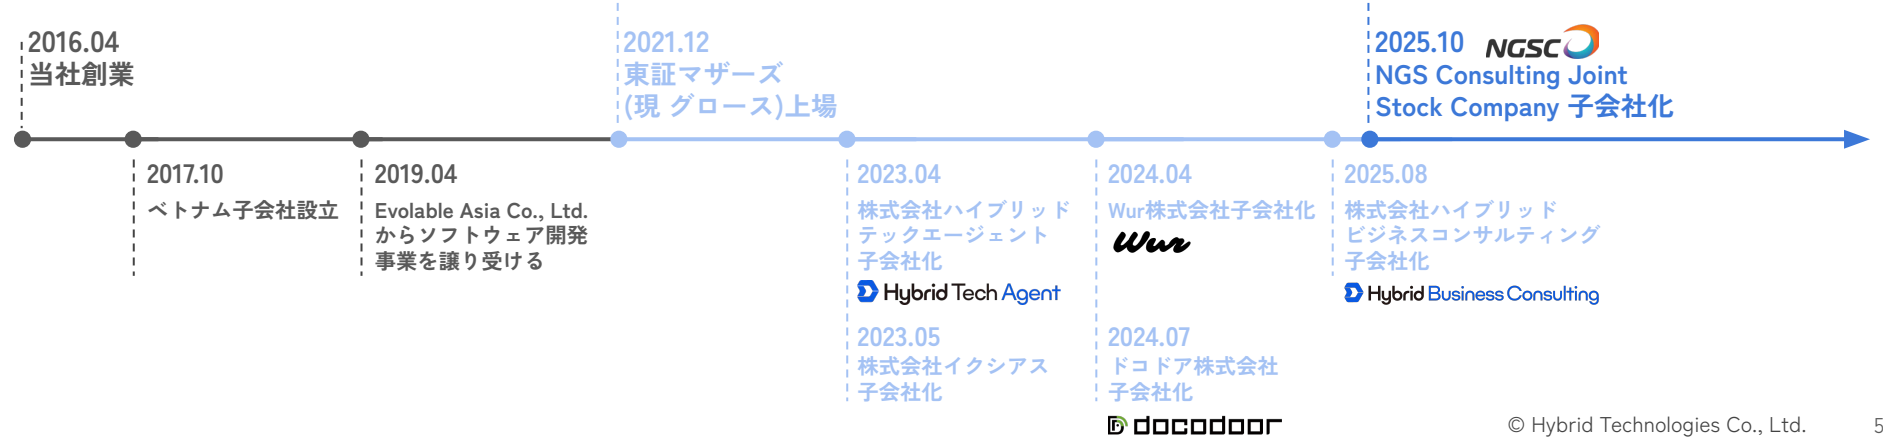 2016.04
当社創業
2021.12
東証マザーズ
(現 グロース)上場
2025.10
NGSC
NGS Consulting Joint
Stock Company 子会社化
2017.10
ベトナム子会社設立
2019.04
Evolable Asia Co., Ltd.
からソフトウェア開発
事業を譲り受ける
2023.04
株式会社ハイブリッド
テックエージェント
子会社化
Hybrid Tech Agent
2023.05
株式会社イクシアス
子会社化
2024.04
Wur株式会社子会社化
Wur
2024.07
ドコドア株式会社
子会社化
docodoor
2025.08
株式会社ハイブリッド
ビジネスコンサルティング
子会社化
Hybrid Business Consulting
© Hybrid Technologies Co., Ltd.
5